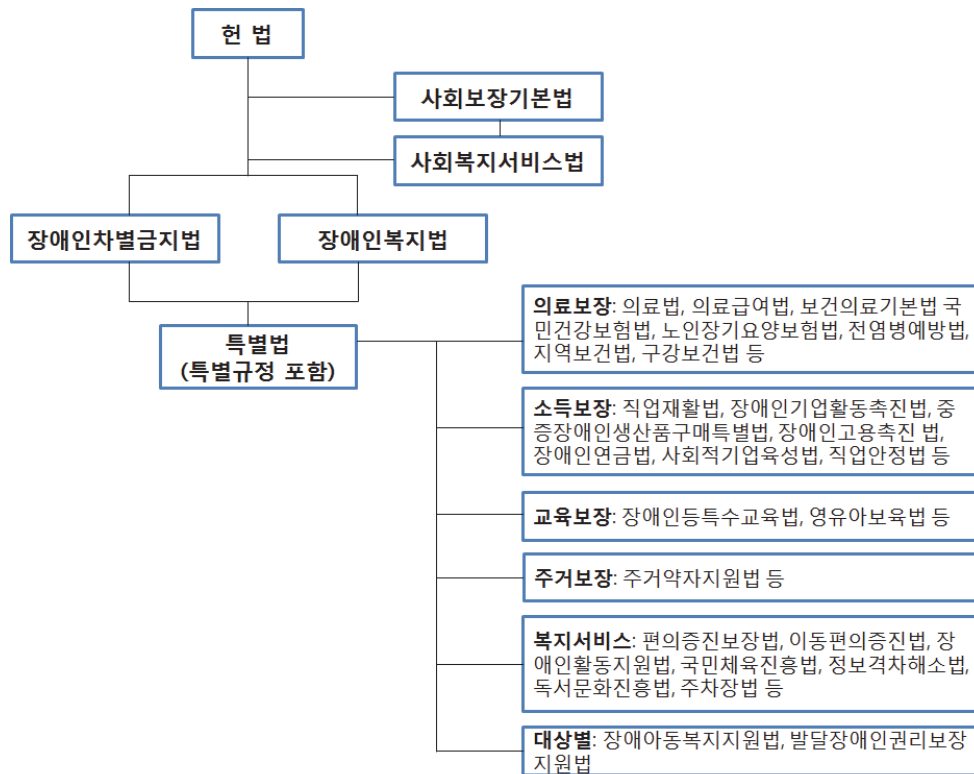 헌 법
사회보장기본법
사회복지서비스법
장애인차별금지법
장애인복지법
특별법
(특별규정 포함)
의료보장: 의료법, 의료급여법, 보건의료기본법 국
민건강보험법, 노인장기요양보험법, 전염병예방법,
지역보건법, 구강보건법 등
소득보장: 직업재활법, 장애인기업활동촉진법, 중
증장애인생산품구매특별법, 장애인고용촉진 법,
장애인연금법, 사회적기업육성법, 직업안정법 등
교육보장: 장애인등특수교육법, 영유아보육법 등
주거보장: 주거약자지원법 등
복지서비스: 편의증진보장법, 이동편의증진법, 장
애인활동지원법, 국민체육진흥법, 정보격차해소법,
독서문화진흥법, 주차장법 등
대상별: 장애아동복지지원법, 발달장애인권리보장
지원법